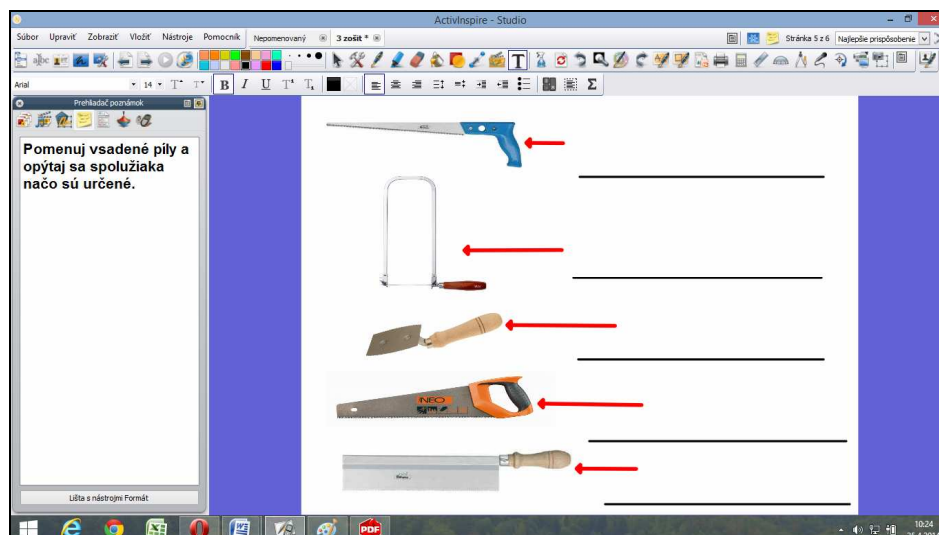 ActivInspire - Studio
Súbor Upraviť Zobraziť Vložiť Nástroje Pomocník Nepomenovaný 3 zošit * Stránka 5 z 6 Najlepšie prispôsobenie
Arial 14 B I U T T
Prehliadač poznámok
Pomenuj vsadené píly a
opýtaj sa spolužiaka
načo sú určené.
NEO
Lišta s nástrojmi Formát
PDF
10:24